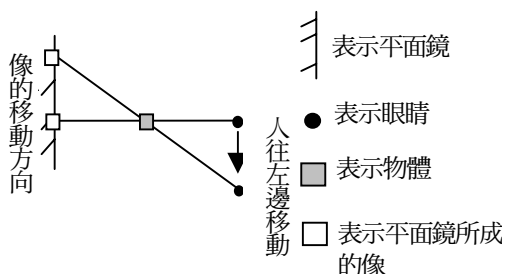 像的移動方向
人往左邊移動
表示平面鏡
表示眼睛
表示物體
表示平面鏡所成
的像